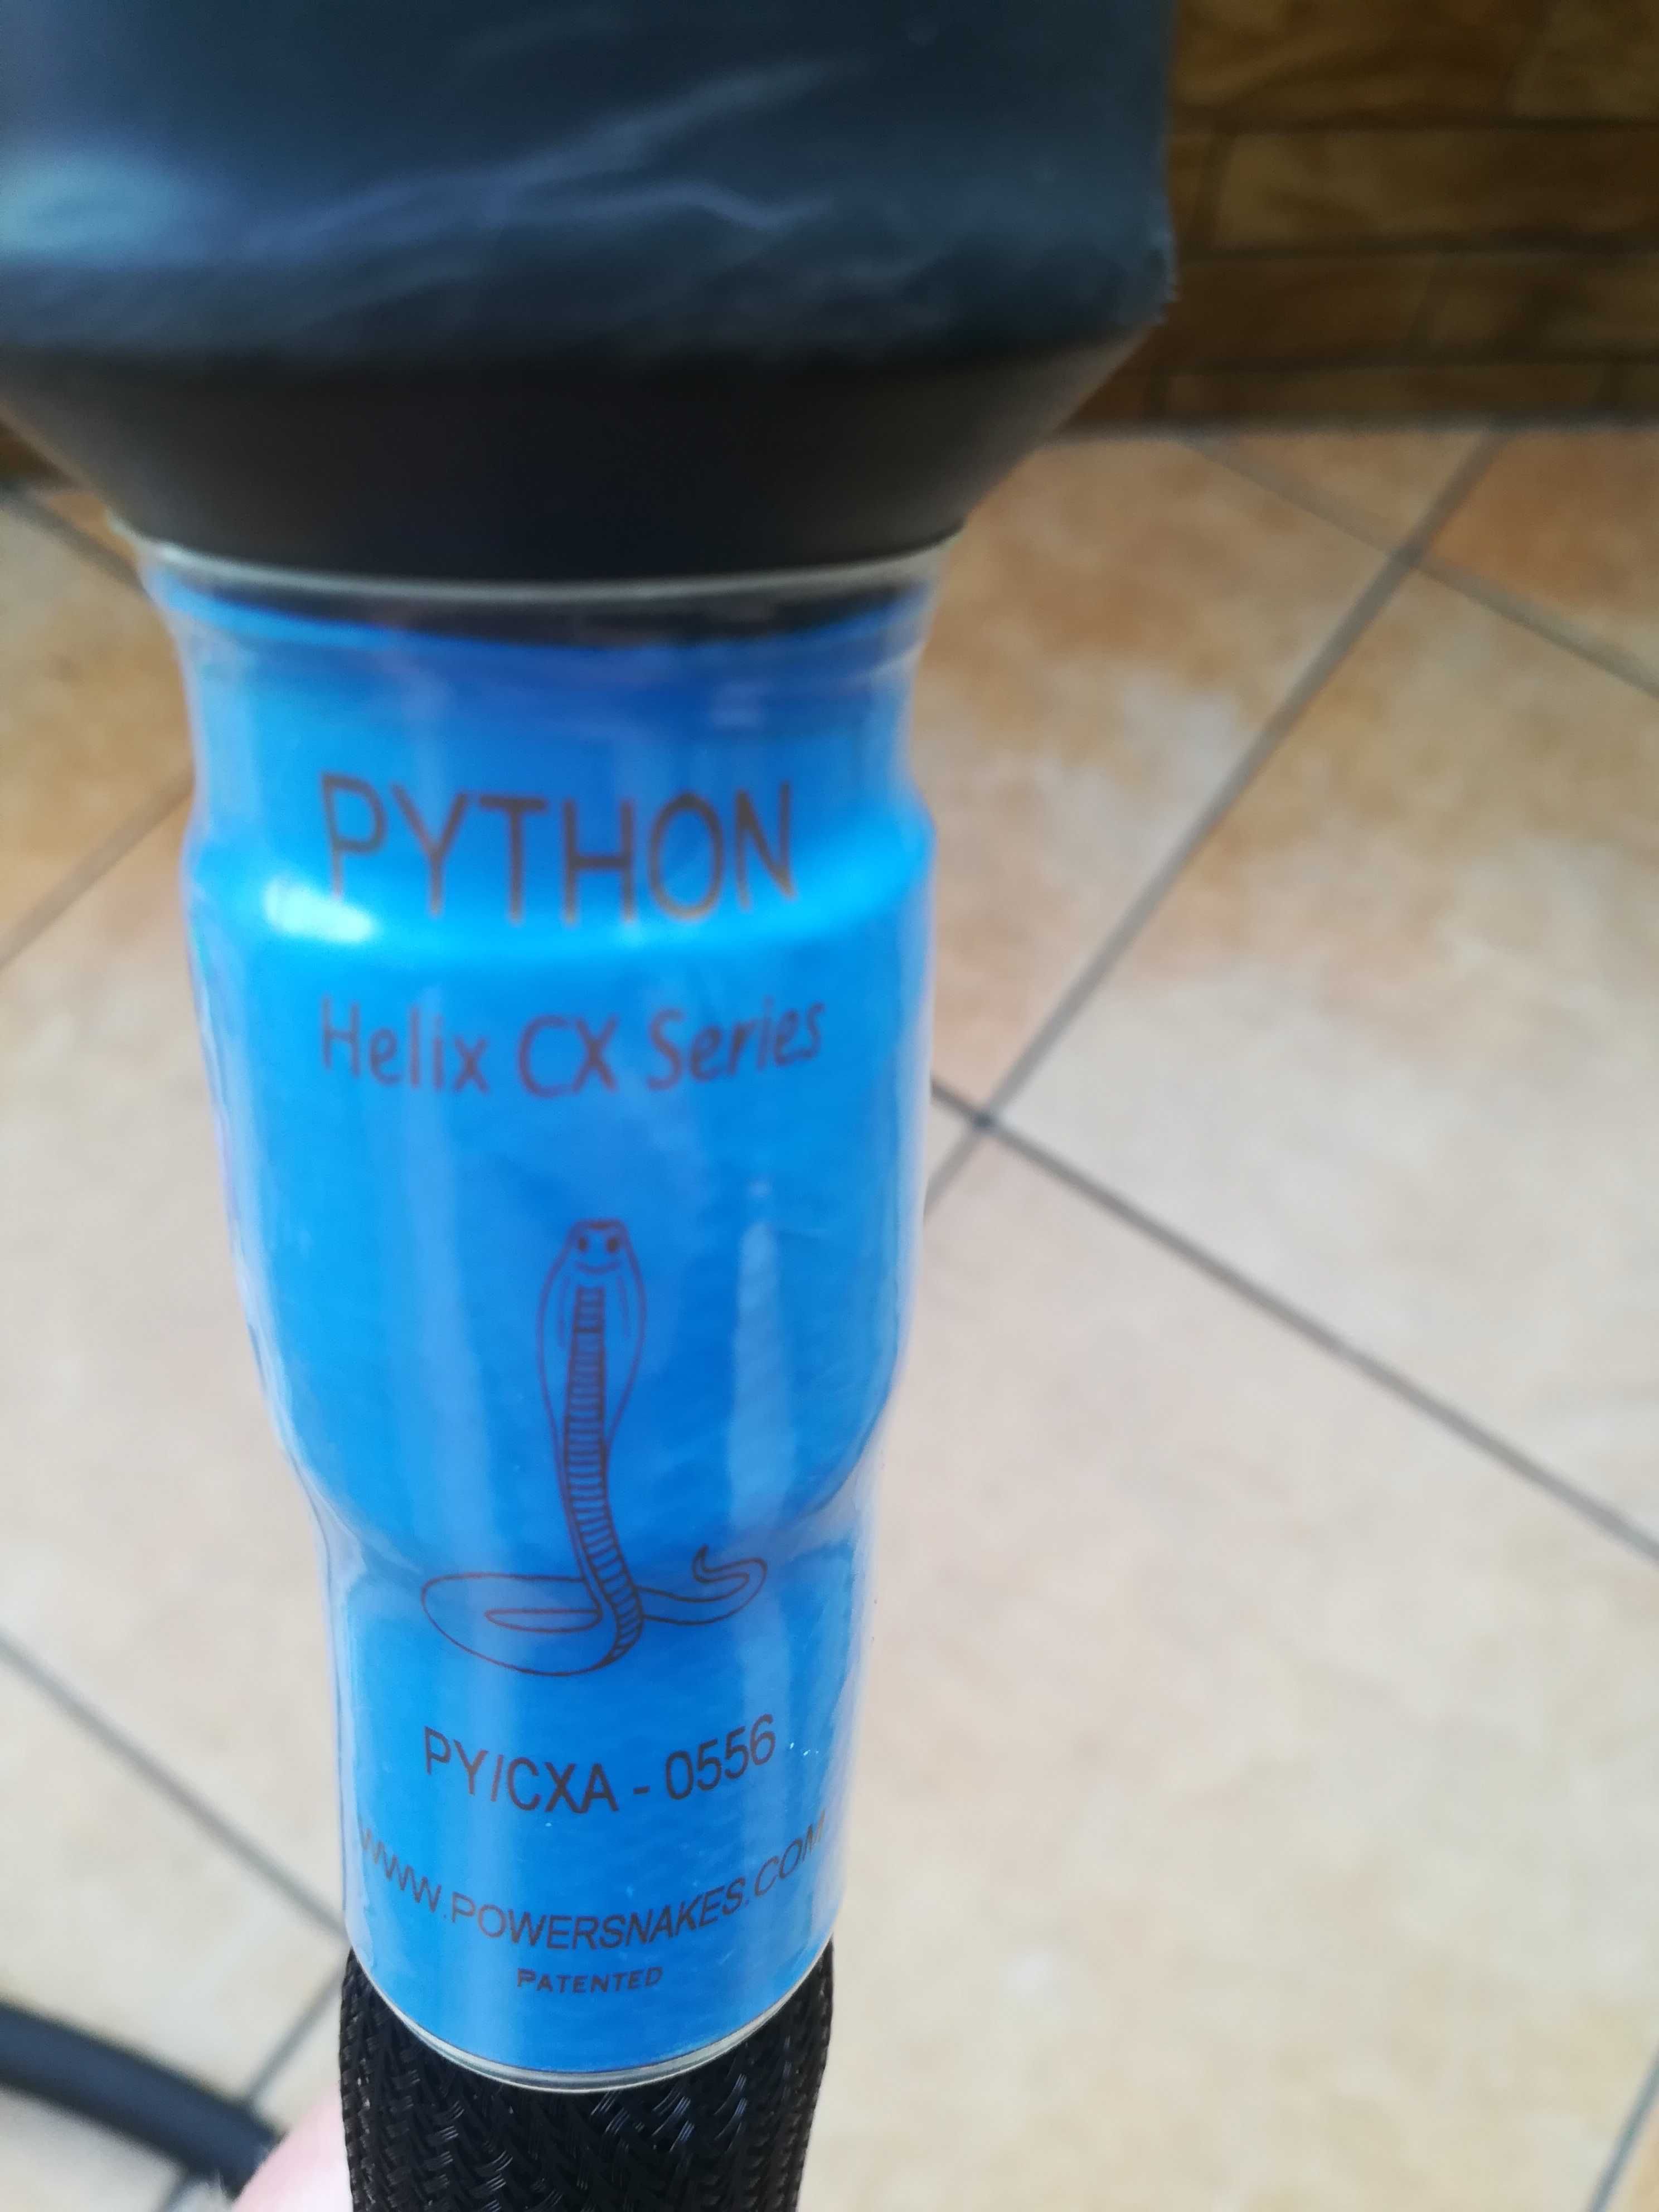 PYTHON
Helix CX Series
PY/CXA - 0556
WWW.POWERSNAKES.COM
PATENTED